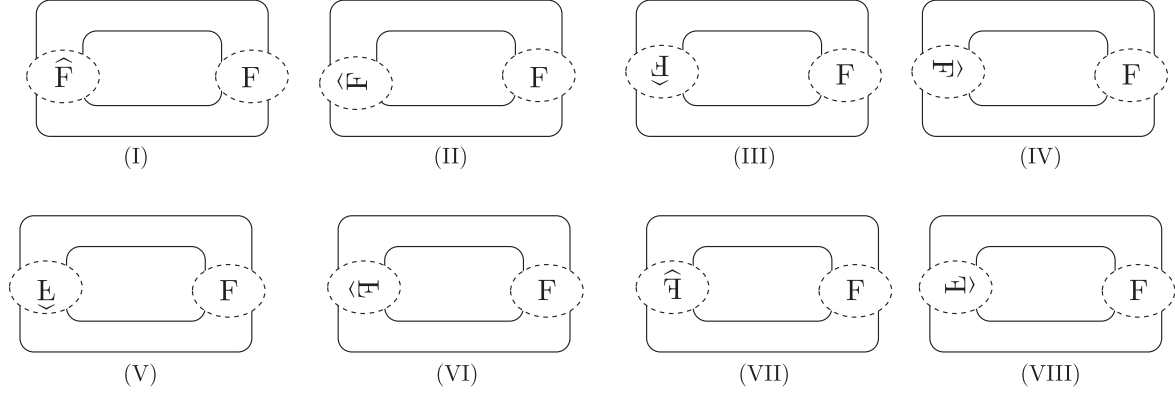 F̂ F F̂ F F̂ F F̂ F
(I) (II) (III) (IV)
F̂ F F̂ F F̂ F F̂ F
(V) (VI) (VII) (VIII)